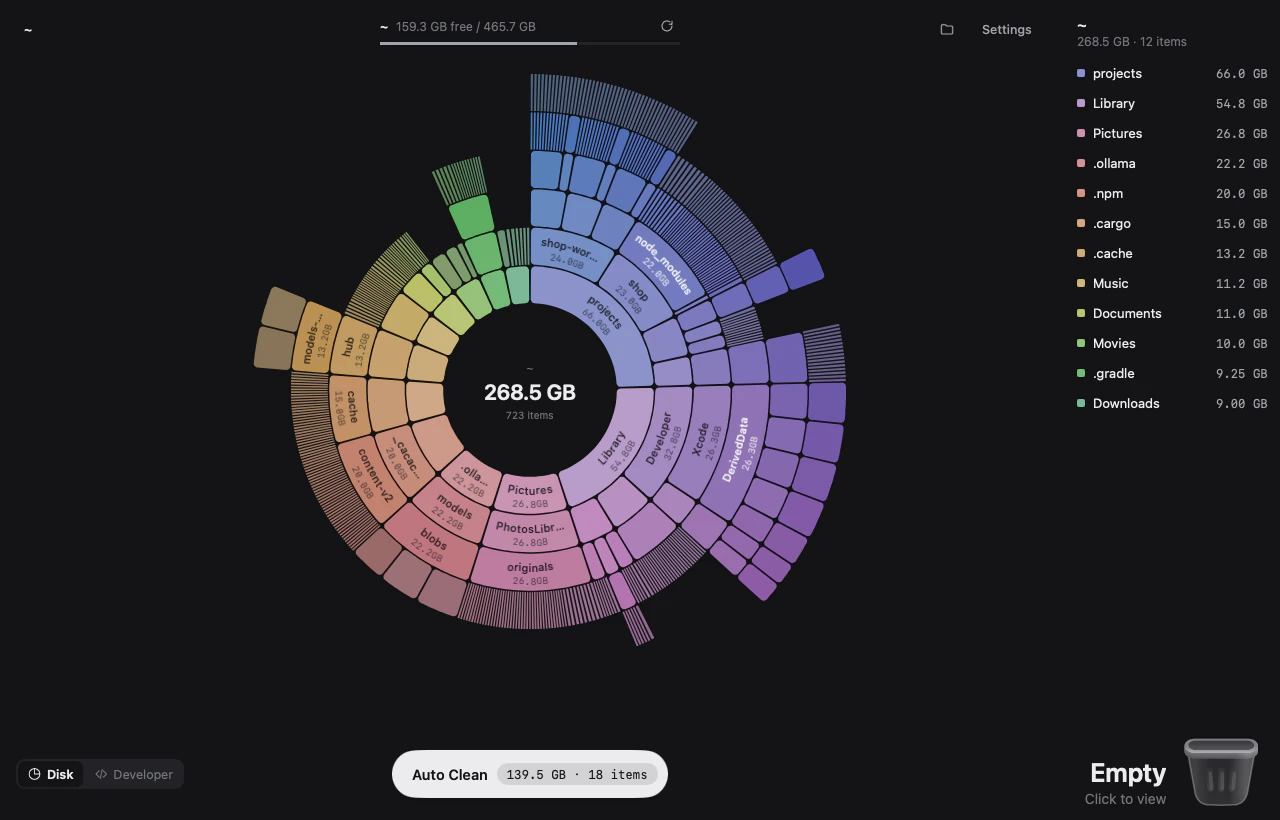 ~
~ 159.3 GB free / 465.7 GB
Settings
~
268.5 GB · 12 items
projects 66.0 GB
Library 54.8 GB
Pictures 26.8 GB
.ollama 22.2 GB
.npm 20.0 GB
.cargo 15.0 GB
.cache 13.2 GB
Music 11.2 GB
Documents 11.0 GB
Movies 10.0 GB
.gradle 9.25 GB
Downloads 9.00 GB
shop-wor…
24.0GB
node_modules
22.0GB
shop
23.0GB
projects
66.0GB
models-…
13.2GB
hub
13.2GB
~
268.5 GB
723 items
cache
15.0GB
content-v2
20.0GB
_cacac…
20.0GB
.olla…
22.2GB
models
22.2GB
blobs
22.2GB
Pictures
26.8GB
PhotosLibr…
26.8GB
originals
26.8GB
Library
54.8GB
Developer
32.8GB
Xcode
26.3GB
DerivedData
26.3GB
Disk
Developer
Auto Clean 139.5 GB · 18 items
Empty
Click to view